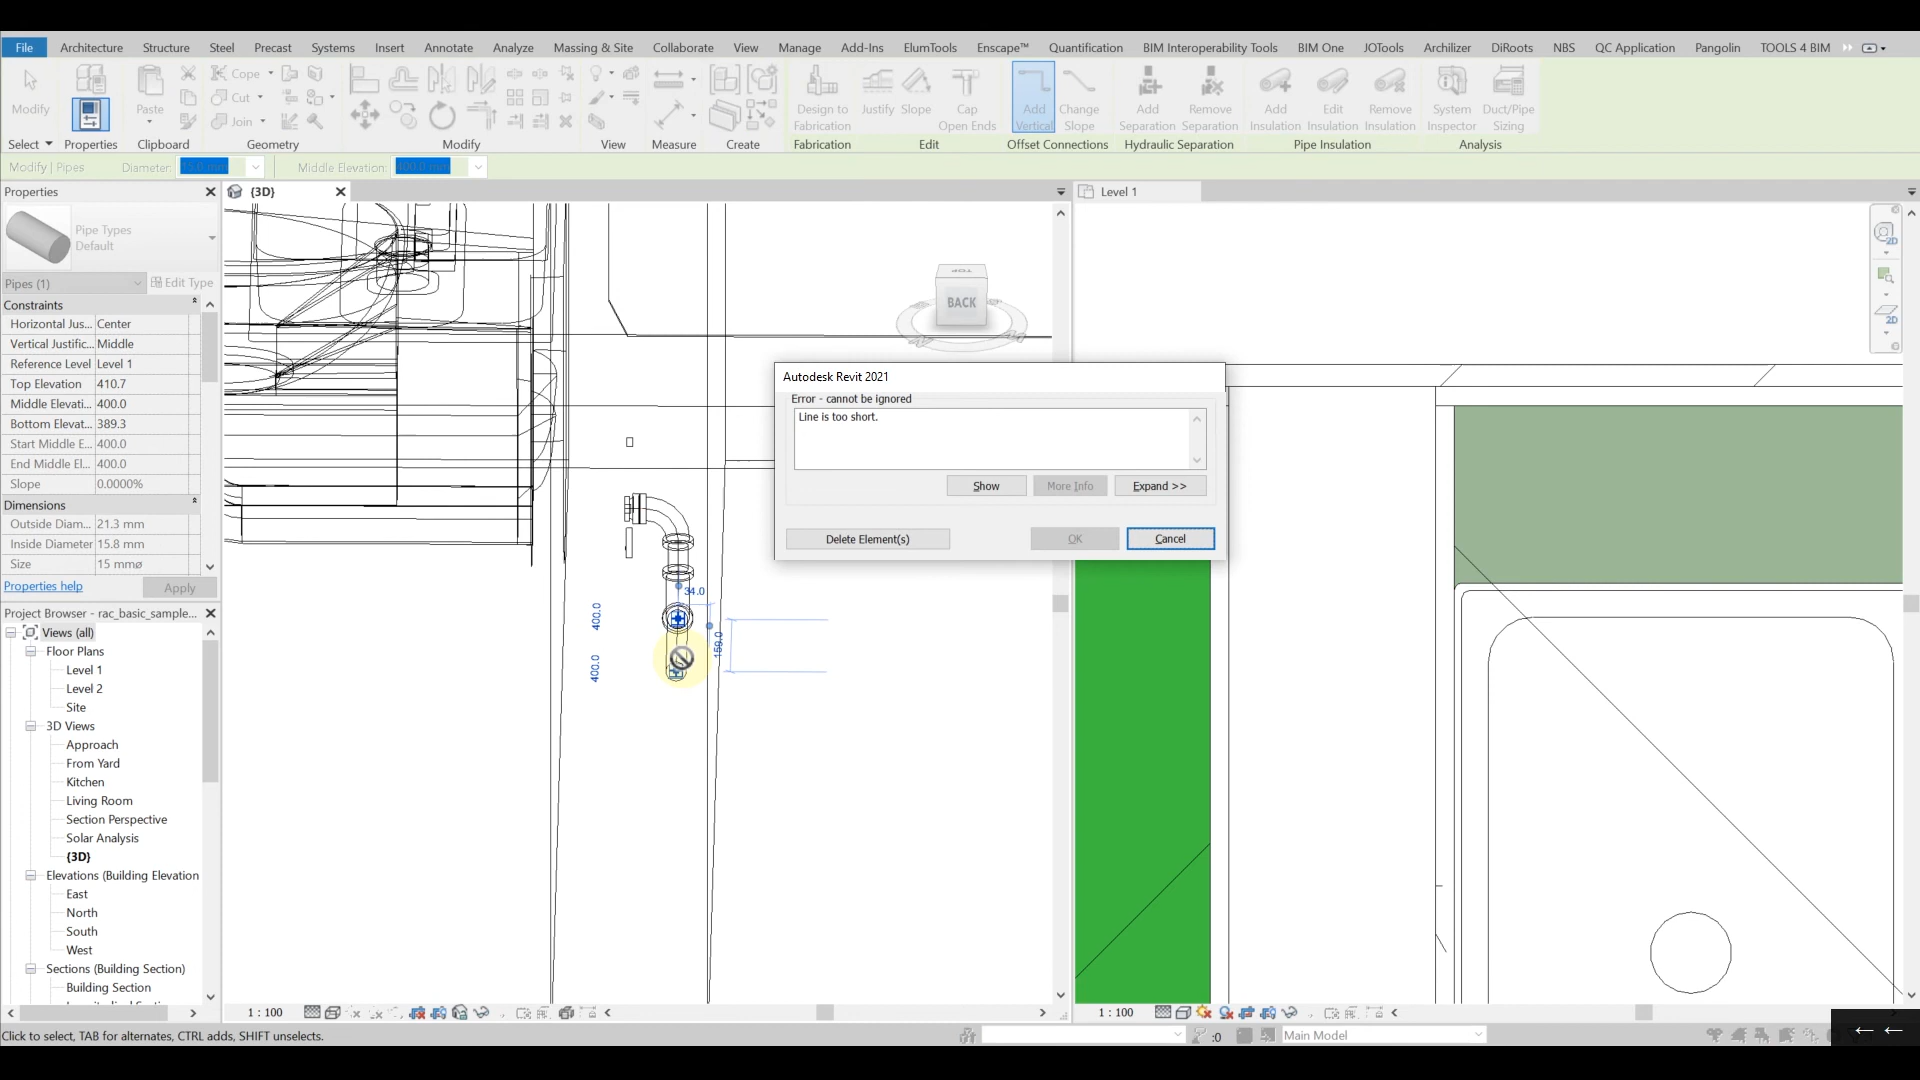 File Architecture Structure Steel Precast Systems Insert Annotate Analyze Massing & Site Collaborate View Manage Add-Ins ElumTools Enscape™ Quantification BIM Interoperability Tools BIM One JOTools Archilizer DiRoots NBS QC Application Pangolin TOOLS 4 BIM
Modify Paste Cope Cut Join
Design to Fabrication Justify Slope Cap Open Ends Add Vertical Change Slope Add Separation Remove Separation Add Insulation Edit Insulation Remove Insulation System Inspector Duct/Pipe Sizing
Select Properties Clipboard Geometry Modify View Measure Create Fabrication Edit Offset Connections Hydraulic Separation Pipe Insulation Analysis
Modify | Pipes Diameter: 15.0 mm Middle Elevation: 400.0 mm
Properties
{3D}
Level 1
Pipe Types
Default
Pipes (1) Edit Type
Constraints
Horizontal Jus... Center
Vertical Justific... Middle
Reference Level Level 1
Top Elevation 410.7
Middle Elevati... 400.0
Bottom Elevat... 389.3
Start Middle E... 400.0
End Middle El... 400.0
Slope 0.0000%
Dimensions
Outside Diam... 21.3 mm
Inside Diameter 15.8 mm
Size 15 mmø
Properties help Apply
Project Browser - rac_basic_sample...
Views (all)
Floor Plans
Level 1
Level 2
Site
3D Views
Approach
From Yard
Kitchen
Living Room
Section Perspective
Solar Analysis
{3D}
Elevations (Building Elevation
East
North
South
West
Sections (Building Section)
Building Section
TOP
BACK
2D
2D
34.0
400.0
159.0
400.0
Autodesk Revit 2021
Error - cannot be ignored
Line is too short.
Show More Info Expand >>
Delete Element(s) OK Cancel
1 : 100
1 : 100
Click to select, TAB for alternates, CTRL adds, SHIFT unselects.
:0
Main Model